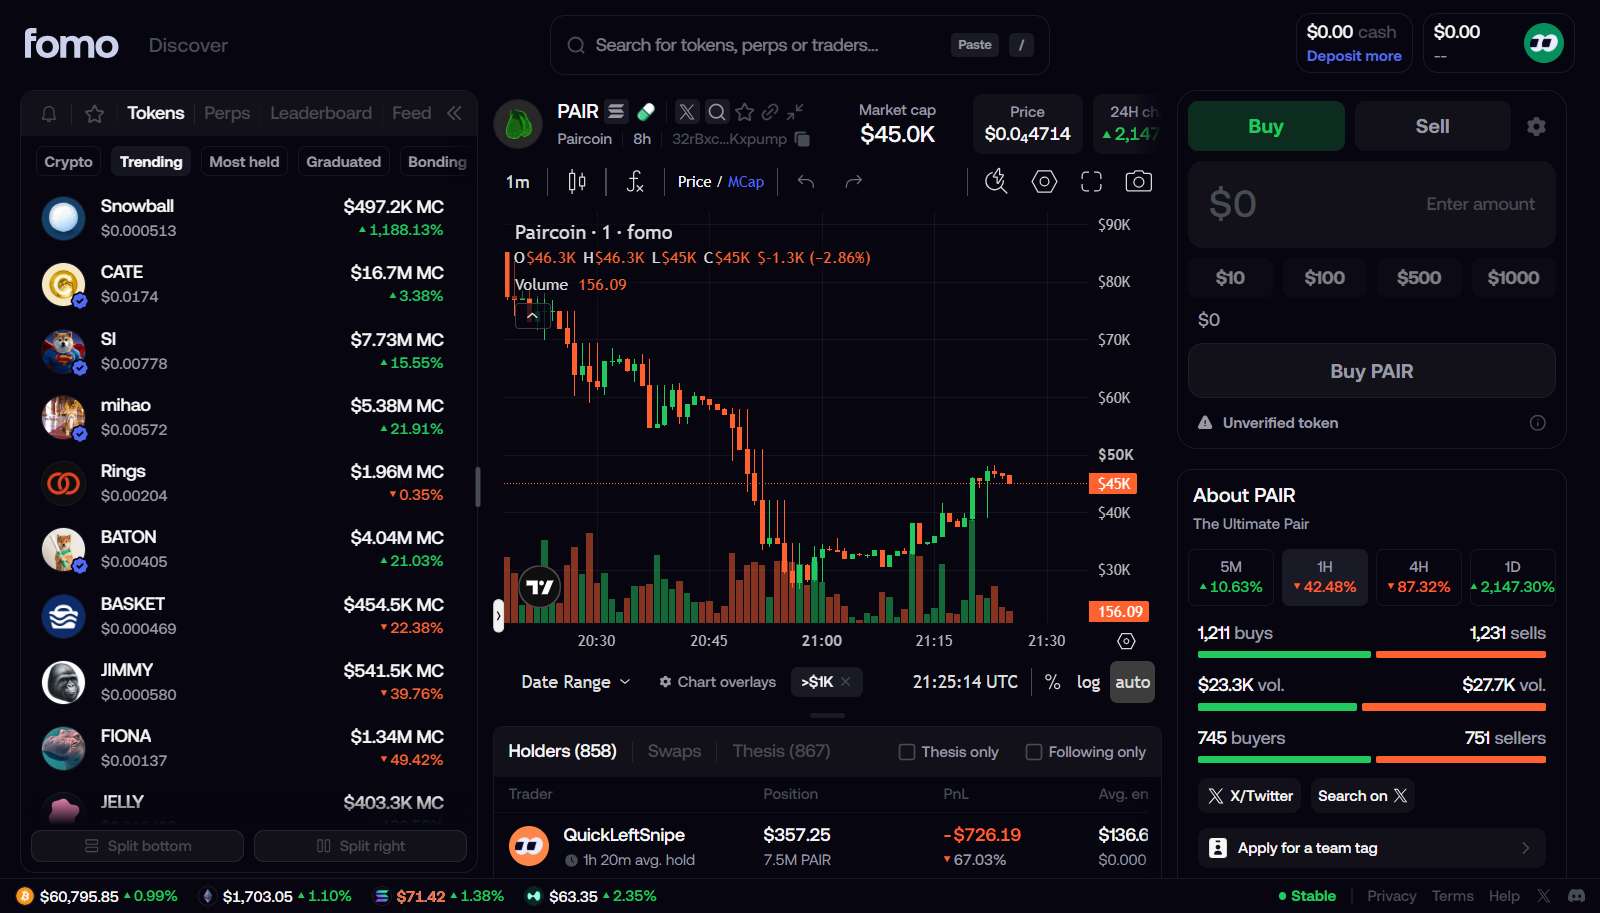 fomo
Discover
Search for tokens, perps or traders...
Paste
/
$0.00 cash
Deposit more
$0.00
--
Tokens
Perps
Leaderboard
Feed
Crypto
Trending
Most held
Graduated
Bonding
Snowball
$497.2K MC
$0.000513
1,188.13%
CATE
$16.7M MC
$0.0174
3.38%
SI
$7.73M MC
$0.00778
15.55%
mihao
$5.38M MC
$0.00572
21.91%
Rings
$1.96M MC
$0.00204
0.35%
BATON
$4.04M MC
$0.00405
21.03%
BASKET
$454.5K MC
$0.000469
22.38%
JIMMY
$541.5K MC
$0.000580
39.76%
FIONA
$1.34M MC
$0.00137
49.42%
JELLY
$403.3K MC
Split bottom
Split right
PAIR
Paircoin
8h
32rBxc...Kxpump
Market cap
$45.0K
Price
$0.0₄4714
24H ch
2,147
1m
Price / MCap
Paircoin · 1 · fomo
O$46.3K H$46.3K L$45K C$45K $-1.3K (−2.86%)
Volume 156.09
$90K
$80K
$70K
$60K
$50K
$45K
$40K
$30K
156.09
20:30
20:45
21:00
21:15
21:30
Date Range
Chart overlays
>$1K
21:25:14 UTC
%
log
auto
Holders (858)
Swaps
Thesis (867)
Thesis only
Following only
Trader
Position
PnL
Avg. en
QuickLeftSnipe
$357.25
-$726.19
$136.6
1h 20m avg. hold
7.5M PAIR
67.03%
$0.000
Buy
Sell
$0
Enter amount
$10
$100
$500
$1000
$0
Buy PAIR
Unverified token
About PAIR
The Ultimate Pair
5M
10.63%
1H
42.48%
4H
87.32%
1D
2,147.30%
1,211 buys
1,231 sells
$23.3K vol.
$27.7K vol.
745 buyers
751 sellers
X/Twitter
Search on X
Apply for a team tag
$60,795.85
0.99%
$1,703.05
1.10%
$71.42
1.38%
$63.35
2.35%
Stable
Privacy
Terms
Help